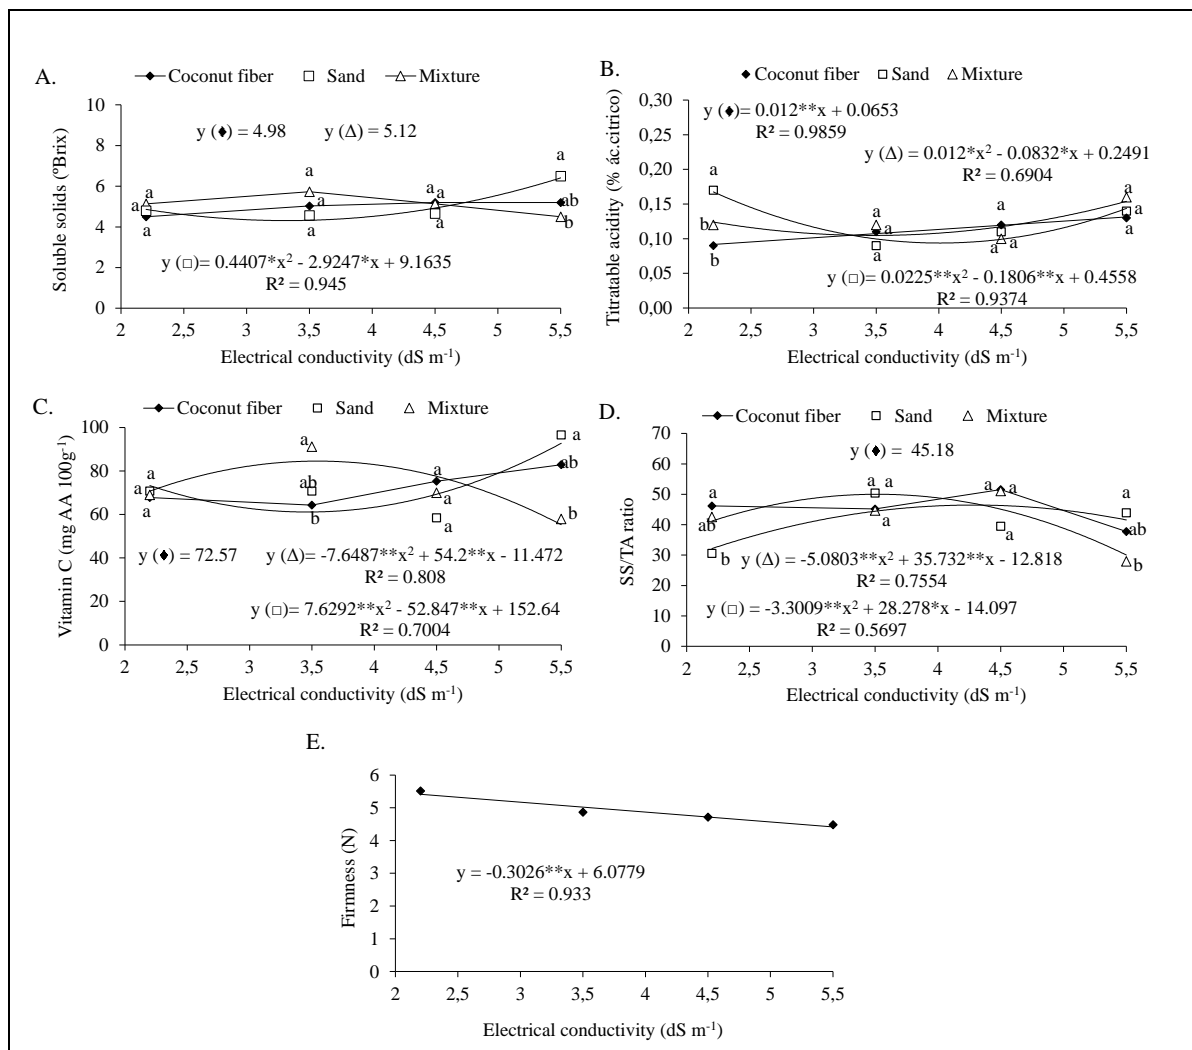 A.
Coconut fiber Sand Mixture
Soluble solids (ºBrix)
10
8
6
4
2
0
y (♦) = 4.98 y (Δ) = 5.12
a a a a a
a a a ab
a a a b
y (□)= 0.4407*x² - 2.9247*x + 9.1635
R² = 0.945
2 2,5 3 3,5 4 4,5 5 5,5
Electrical conductivity (dS m⁻¹)
B.
Coconut fiber Sand Mixture
Titratable acidity (% ác.citrico)
0,30
0,25
0,20
0,15
0,10
0,05
0,00
y (♦)= 0.012**x + 0.0653
R² = 0.9859
y (Δ) = 0.012*x² - 0.0832*x + 0.2491
R² = 0.6904
a a a a
b a a a
b a a a
y (□)= 0.0225**x² - 0.1806**x + 0.4558
R² = 0.9374
2 2,5 3 3,5 4 4,5 5 5,5
Electrical conductivity (dS m⁻¹)
C.
Coconut fiber Sand Mixture
Vitamin C (mg AA 100g⁻¹)
100
80
60
40
20
0
a a a a
a ab a ab
a b a b
y (♦) = 72.57 y (Δ) = -7.6487**x² + 54.2**x - 11.472
R² = 0.808
y (□)= 7.6292**x² - 52.847**x + 152.64
R² = 0.7004
2 2,5 3 3,5 4 4,5 5 5,5
Electrical conductivity (dS m⁻¹)
D.
Coconut fiber Sand Mixture
SS/TA ratio
70
60
50
40
30
20
10
0
y (♦) = 45.18
a a a a a a
ab a a ab
b b
y (Δ) = -5.0803**x² + 35.732**x - 12.818
R² = 0.7554
y (□)= -3.3009**x² + 28.278*x - 14.097
R² = 0.5697
2 2,5 3 3,5 4 4,5 5 5,5
Electrical conductivity (dS m⁻¹)
E.
Firmness (N)
6
5
4
3
2
1
0
y = -0.3026**x + 6.0779
R² = 0.933
2 2,5 3 3,5 4 4,5 5 5,5
Electrical conductivity (dS m⁻¹)